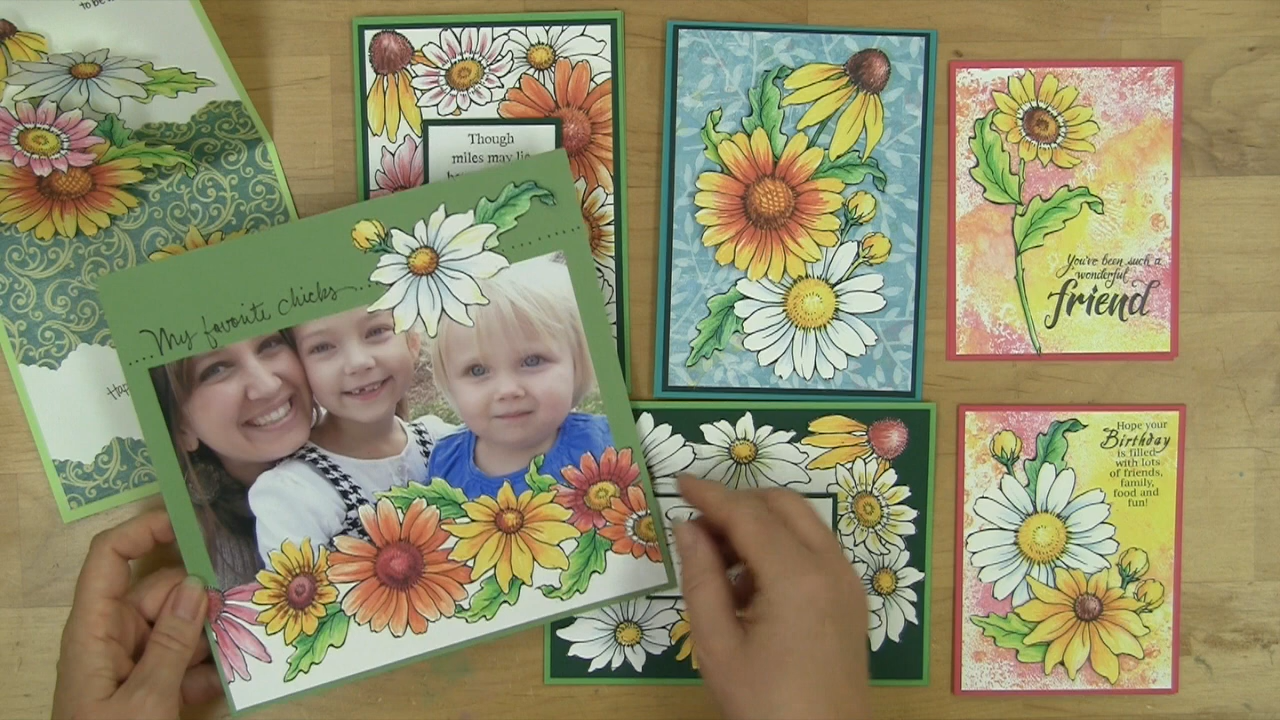 to be
Though
miles may lie
My favorite chicks
You've been such a
wonderful
friend
Hope your
Birthday
is filled
with lots
of friends,
family,
food and
fun!